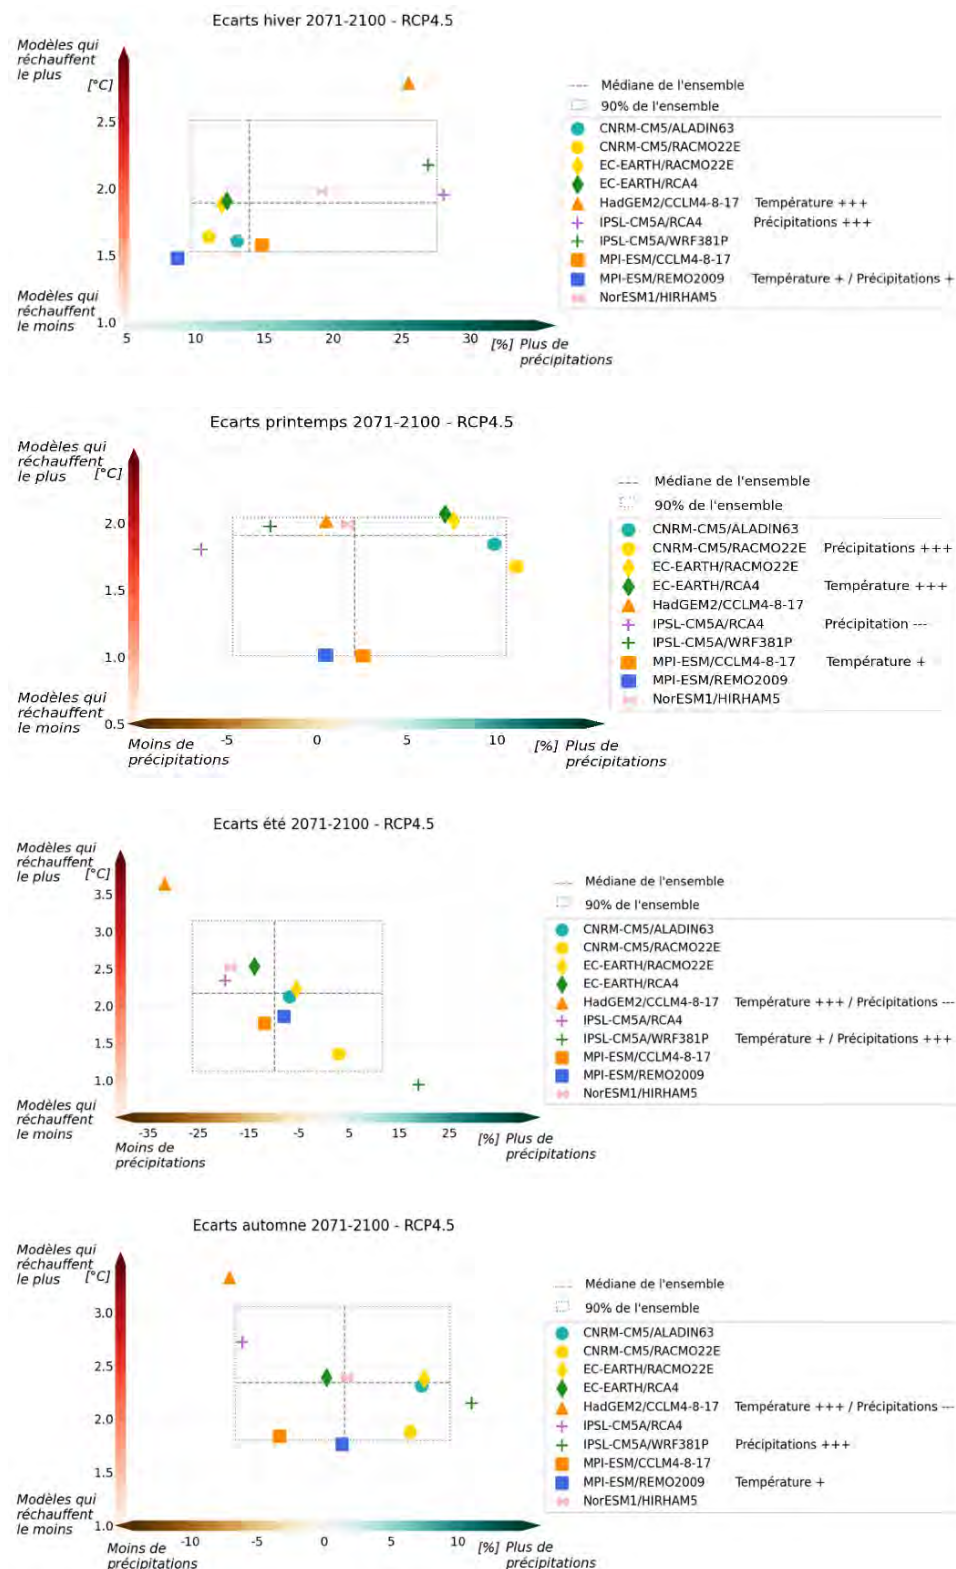 Ecarts hiver 2071-2100 - RCP4.5
Modèles qui
réchauffent
le plus
[°C]
2.5
2.0
1.5
1.0
Modèles qui
réchauffent
le moins
5
10
15
20
25
30
[%] Plus de
précipitations
Médiane de l'ensemble
90% de l'ensemble
CNRM-CM5/ALADIN63
CNRM-CM5/RACMO22E
EC-EARTH/RACMO22E
EC-EARTH/RCA4
HadGEM2/CCLM4-8-17 Température +++
IPSL-CM5A/RCA4 Précipitations +++
IPSL-CM5A/WRF381P
MPI-ESM/CCLM4-8-17
MPI-ESM/REMO2009 Température + / Précipitations +
NorESM1/HIRHAM5
Ecarts printemps 2071-2100 - RCP4.5
Modèles qui
réchauffent
le plus
[°C]
2.0
1.5
1.0
0.5
Modèles qui
réchauffent
le moins
Moins de
précipitations
-5
0
5
10
[%] Plus de
précipitations
Médiane de l'ensemble
90% de l'ensemble
CNRM-CM5/ALADIN63
CNRM-CM5/RACMO22E Précipitations +++
EC-EARTH/RACMO22E
EC-EARTH/RCA4 Température +++
HadGEM2/CCLM4-8-17
IPSL-CM5A/RCA4 Précipitation ---
IPSL-CM5A/WRF381P
MPI-ESM/CCLM4-8-17 Température +
MPI-ESM/REMO2009
NorESM1/HIRHAM5
Ecarts été 2071-2100 - RCP4.5
Modèles qui
réchauffent
le plus
[°C]
3.5
3.0
2.5
2.0
1.5
1.0
Modèles qui
réchauffent
le moins
-35
-25
-15
-5
5
15
25
Moins de
précipitations
[%] Plus de
précipitations
Médiane de l'ensemble
90% de l'ensemble
CNRM-CM5/ALADIN63
CNRM-CM5/RACMO22E
EC-EARTH/RACMO22E
EC-EARTH/RCA4
HadGEM2/CCLM4-8-17 Température +++ / Précipitations ---
IPSL-CM5A/RCA4
IPSL-CM5A/WRF381P Température + / Précipitations +++
MPI-ESM/CCLM4-8-17
MPI-ESM/REMO2009
NorESM1/HIRHAM5
Ecarts automne 2071-2100 - RCP4.5
Modèles qui
réchauffent
le plus
[°C]
3.0
2.5
2.0
1.5
1.0
Modèles qui
réchauffent
le moins
-10
-5
0
5
10
Moins de
précipitations
[%] Plus de
précipitations
Médiane de l'ensemble
90% de l'ensemble
CNRM-CM5/ALADIN63
CNRM-CM5/RACMO22E
EC-EARTH/RACMO22E
EC-EARTH/RCA4
HadGEM2/CCLM4-8-17 Température +++ / Précipitations ---
IPSL-CM5A/RCA4
IPSL-CM5A/WRF381P Précipitations +++
MPI-ESM/CCLM4-8-17
MPI-ESM/REMO2009 Température +
NorESM1/HIRHAM5